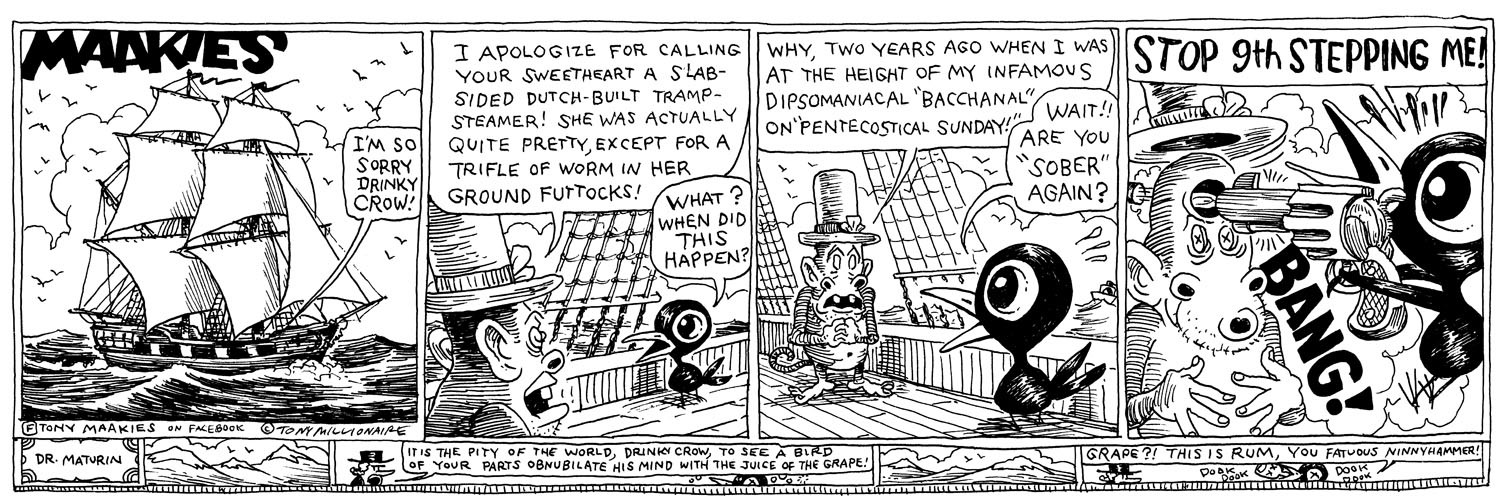 MAAKIES
I'M SO
SORRY
DRINKY
CROW!
Ⓕ TONY MAAKIES ON FACEBOOK © TONY MILLIONAIRE
I APOLOGIZE FOR CALLING
YOUR SWEETHEART A SLAB-
SIDED DUTCH-BUILT TRAMP-
STEAMER! SHE WAS ACTUALLY
QUITE PRETTY, EXCEPT FOR A
TRIFLE OF WORM IN HER
GROUND FUTTOCKS!
WHAT?
WHEN DID
THIS
HAPPEN?
WHY, TWO YEARS AGO WHEN I WAS
AT THE HEIGHT OF MY INFAMOUS
DIPSOMANIACAL "BACCHANAL"
ON "PENTECOSTICAL SUNDAY!"
WAIT!!
ARE YOU
"SOBER"
AGAIN?
STOP 9th STEPPING ME!
BANG!
DR. MATURIN
IT IS THE PITY OF THE WORLD, DRINKY CROW, TO SEE A BIRD
OF YOUR PARTS OBNUBILATE HIS MIND WITH THE JUICE OF THE GRAPE!
GRAPE?! THIS IS RUM, YOU FATUOUS NINNYHAMMER!
DOOK
DOOK
DOOK
DOOK